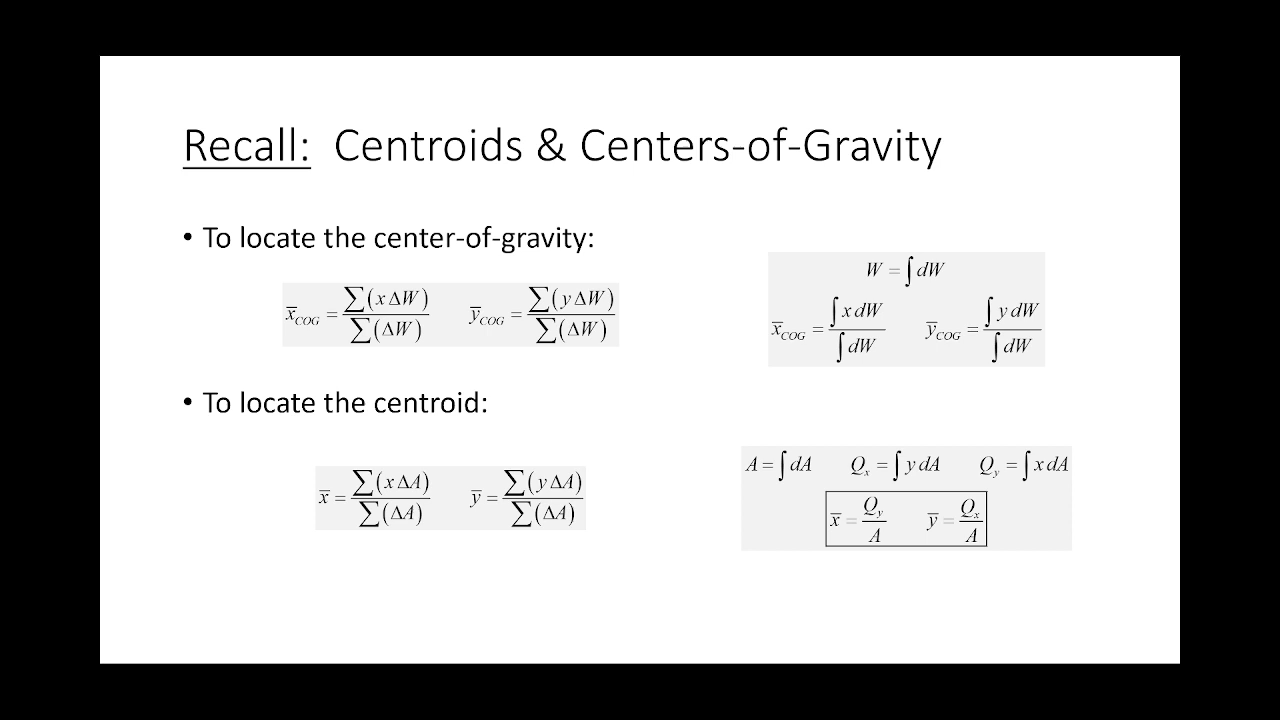 Recall: Centroids & Centers-of-Gravity
• To locate the center-of-gravity:
x̄_COG = ∑(x ΔW) / ∑(ΔW)    ȳ_COG = ∑(y ΔW) / ∑(ΔW)
W = ∫ dW
x̄_COG = ∫ x dW / ∫ dW    ȳ_COG = ∫ y dW / ∫ dW
• To locate the centroid:
x̄ = ∑(x ΔA) / ∑(ΔA)    ȳ = ∑(y ΔA) / ∑(ΔA)
A = ∫ dA    Q_x = ∫ y dA    Q_y = ∫ x dA
x̄ = Q_y / A    ȳ = Q_x / A